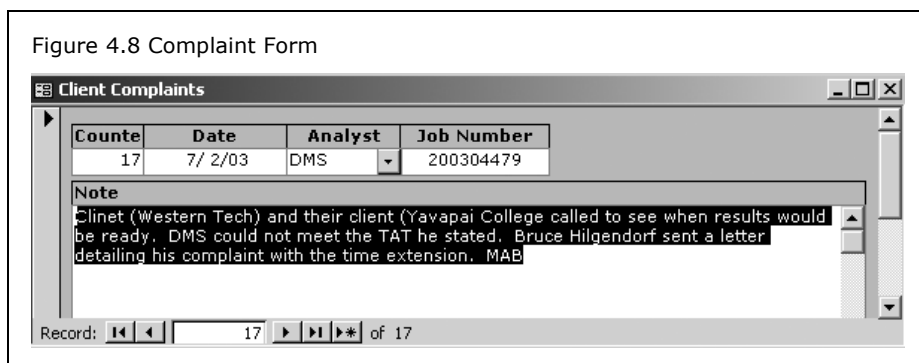 Figure 4.8 Complaint Form
Client Complaints
Counte Date Analyst Job Number
17 7/ 2/03 DMS 200304479
Note
Clinet (Western Tech) and their client (Yavapai College called to see when results would
be ready. DMS could not meet the TAT he stated. Bruce Hilgendorf sent a letter
detailing his complaint with the time extension. MAB
Record: 17 of 17